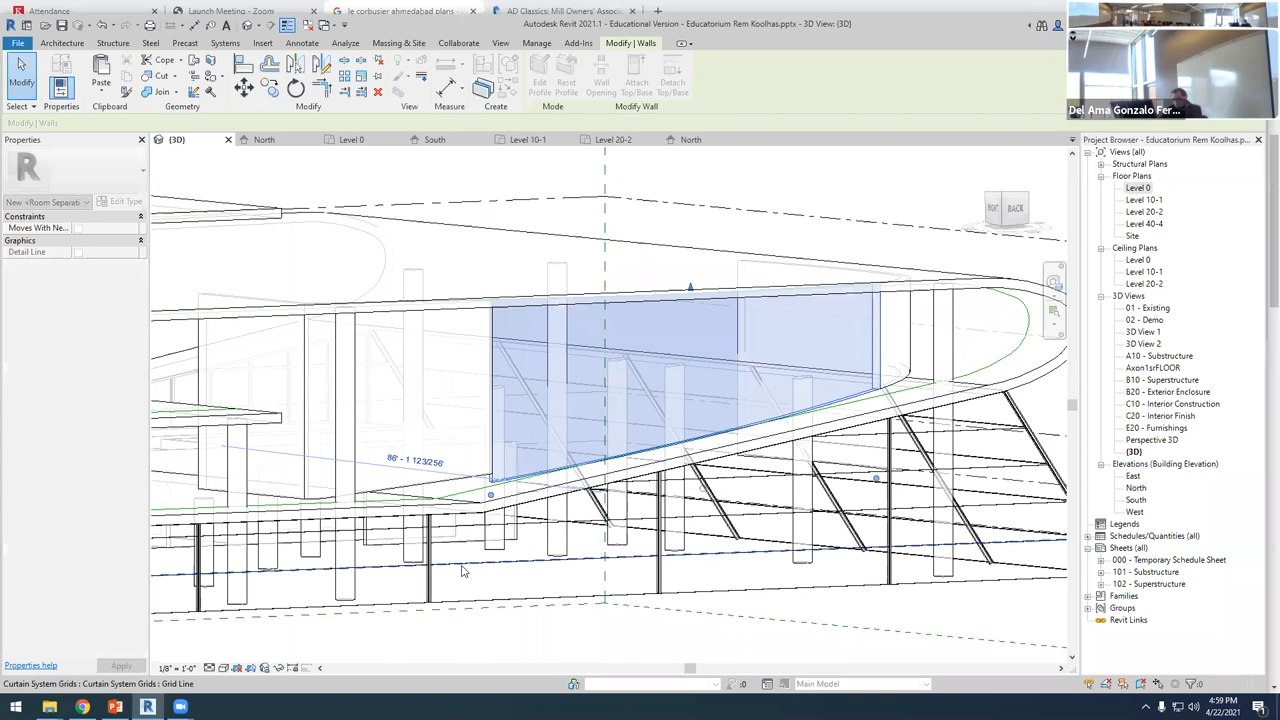 Attendance
Launch Meeting - Zoom
le corbusier ahmedabad plans -
AD Classics: Mill Owners' Assoc
Autodesk Revit 2021.1 - Educational Version - Educatorium Rem Koolhas.pptx - 3D View: (3D)
File Architecture Structure Steel Precast Systems Insert Annotate Analyze Massing & Site Collaborate View Manage Add-Ins Modify | Walls
Modify
Properties
Paste
Cope
Cut
Join
Edit Profile
Reset Profile
Wall Opening
Attach Top/Base
Detach Top/Base
Select Properties Clipboard Geometry Modify View Measure Create Mode Modify Wall
Del Ama Gonzalo Fer...
Modify | Walls
Properties
(3D) North Level 0 South Level 10-1 Level 20-2 North
Project Browser - Educatorium Rem Koolhas.p...
R
New <Room Separati
Edit Type
Constraints
Moves With Ne...
Graphics
Detail Line
RIGHT BACK
86' - 1 123/256"
Views (all)
Structural Plans
Floor Plans
Level 0
Level 10-1
Level 20-2
Level 40-4
Site
Ceiling Plans
Level 0
Level 10-1
Level 20-2
3D Views
01 - Existing
02 - Demo
3D View 1
3D View 2
A10 - Substructure
Axon1srFLOOR
B10 - Superstructure
B20 - Exterior Enclosure
C10 - Interior Construction
C20 - Interior Finish
E20 - Furnishings
Perspective 3D
(3D)
Elevations (Building Elevation)
East
North
South
West
Legends
Schedules/Quantities (all)
Sheets (all)
000 - Temporary Schedule Sheet
101 - Substructure
102 - Superstructure
Families
Groups
Revit Links
Properties help
Apply
1/8" = 1'-0"
Curtain System Grids : Curtain System Grids : Grid Line
:0
Main Model
:0
4:59 PM
4/22/2021